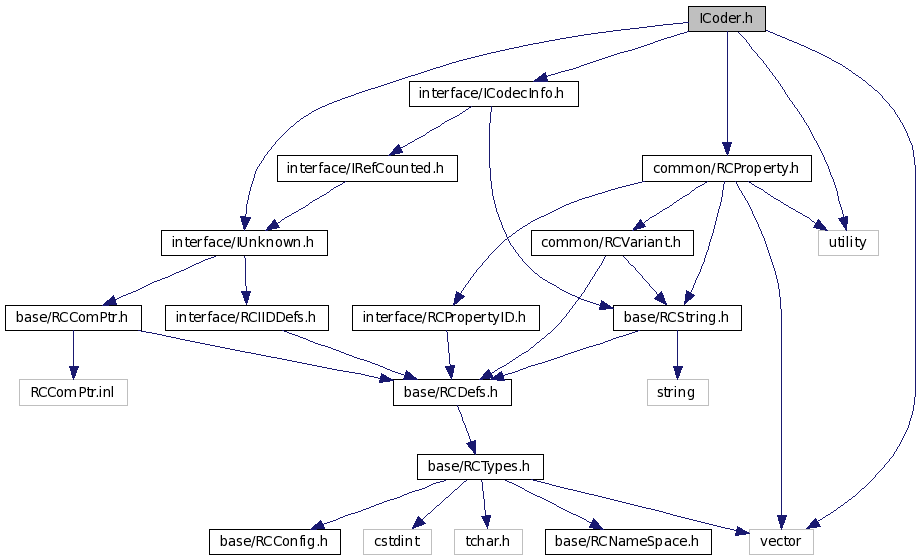 ICoder.h
interface/ICodecInfo.h
interface/IRefCounted.h
common/RCProperty.h
interface/IUnknown.h
common/RCVariant.h
utility
base/RCComPtr.h
interface/RCIIDDefs.h
interface/RCPropertyID.h
base/RCString.h
RCComPtr.inl
base/RCDefs.h
string
base/RCTypes.h
base/RCConfig.h
cstdint
tchar.h
base/RCNameSpace.h
vector